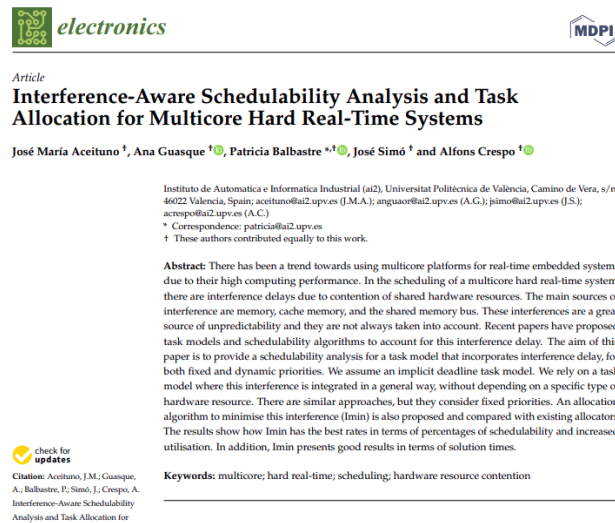 electronics
MDPI
Article
Interference-Aware Schedulability Analysis and Task
Allocation for Multicore Hard Real-Time Systems
José María Aceituno †, Ana Guasque †, Patricia Balbastre *,†, José Simó † and Alfons Crespo †
Instituto de Automatica e Informatica Industrial (ai2), Universitat Politècnica de València, Camino de Vera, s/n
46022 Valencia, Spain; aceituno@ai2.upv.es (J.M.A.); anguaor@ai2.upv.es (A.G.); jsimo@ai2.upv.es (J.S.);
acrespo@ai2.upv.es (A.C.)
* Correspondence: patricia@ai2.upv.es
† These authors contributed equally to this work.
Abstract: There has been a trend towards using multicore platforms for real-time embedded system
due to their high computing performance. In the scheduling of a multicore hard real-time system
there are interference delays due to contention of shared hardware resources. The main sources o
interference are memory, cache memory, and the shared memory bus. These interferences are a grea
source of unpredictability and they are not always taken into account. Recent papers have proposed
task models and schedulability algorithms to account for this interference delay. The aim of this
paper is to provide a schedulability analysis for a task model that incorporates interference delay, fo
both fixed and dynamic priorities. We assume an implicit deadline task model. We rely on a task
model where this interference is integrated in a general way, without depending on a specific type o
hardware resource. There are similar approaches, but they consider fixed priorities. An allocation
algorithm to minimise this interference (Imin) is also proposed and compared with existing allocators
The results show how Imin has the best rates in terms of percentages of schedulability and increased
utilisation. In addition, Imin presents good results in terms of solution times.
Keywords: multicore; hard real-time; scheduling; hardware resource contention
check for
updates
Citation: Aceituno, J.M.; Guasque,
A.; Balbastre, P.; Simó, J.; Crespo, A.
Interference-Aware Schedulability
Analysis and Task Allocation for